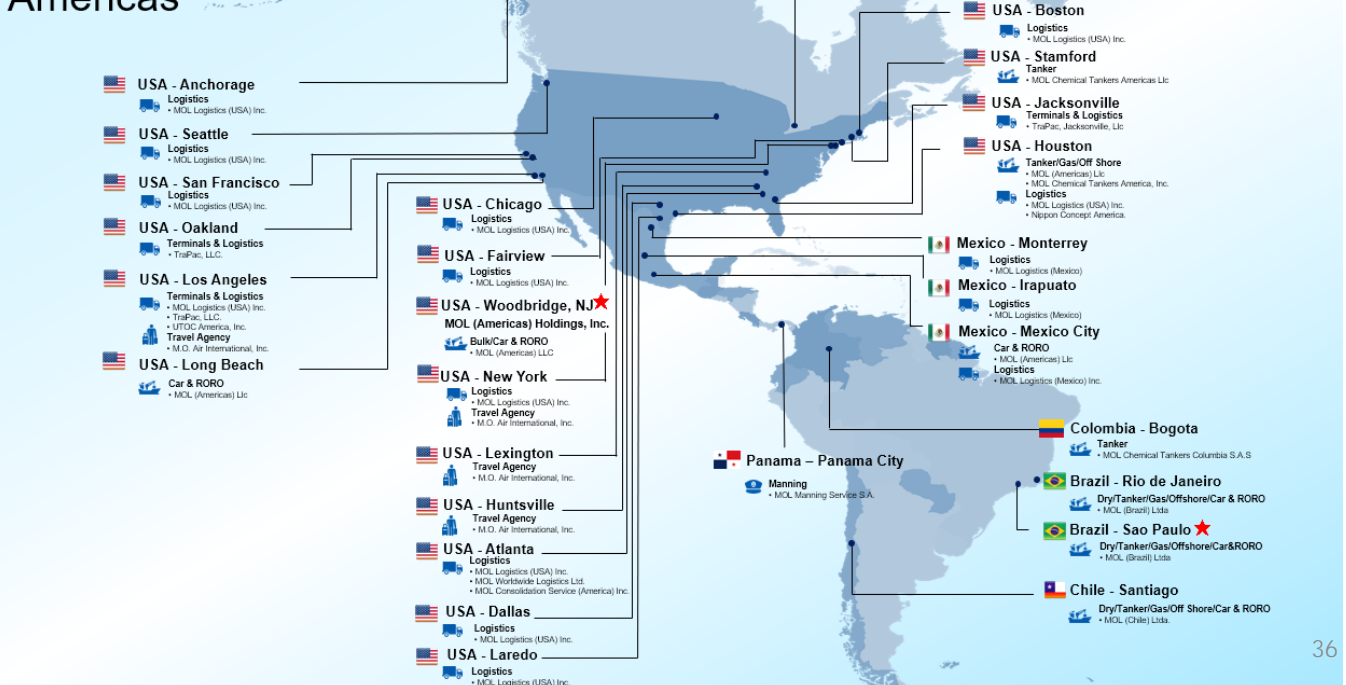 Americas
USA - Anchorage
Logistics
• MOL Logistics (USA) Inc.
USA - Seattle
Logistics
• MOL Logistics (USA) Inc.
USA - San Francisco
Logistics
• MOL Logistics (USA) Inc.
USA - Oakland
Terminals & Logistics
• TraPac, LLC.
USA - Los Angeles
Terminals & Logistics
• MOL Logistics (USA) Inc.
• TraPac, LLC.
• UTOC America, Inc.
Travel Agency
• M.O. Air International, Inc.
USA - Long Beach
Car & RORO
• MOL (Americas) Llc
USA - Chicago
Logistics
• MOL Logistics (USA) Inc.
USA - Fairview
Logistics
• MOL Logistics (USA) Inc.
USA - Woodbridge, NJ
MOL (Americas) Holdings, Inc.
Bulk/Car & RORO
• MOL (Americas) LLC
USA - New York
Logistics
• MOL Logistics (USA) Inc.
Travel Agency
• M.O. Air International, Inc.
USA - Lexington
Travel Agency
• M.O. Air International, Inc.
USA - Huntsville
Travel Agency
• M.O. Air International, Inc.
USA - Atlanta
Logistics
• MOL Logistics (USA) Inc.
• MOL Worldwide Logistics Ltd.
• MOL Consolidation Service (America) Inc.
USA - Dallas
Logistics
• MOL Logistics (USA) Inc.
USA - Laredo
Logistics
• MOL Logistics (USA) Inc.
USA - Boston
Logistics
• MOL Logistics (USA) Inc.
USA - Stamford
Tanker
• MOL Chemical Tankers Americas Llc
USA - Jacksonville
Terminals & Logistics
• TraPac, Jacksonville, Llc
USA - Houston
Tanker/Gas/Off Shore
• MOL (Americas) Llc
• MOL Chemical Tankers America, Inc.
Logistics
• MOL Logistics (USA) Inc.
• Nippon Concept America.
Mexico - Monterrey
Logistics
• MOL Logistics (Mexico)
Mexico - Irapuato
Logistics
• MOL Logistics (Mexico)
Mexico - Mexico City
Car & RORO
• MOL (Americas) Llc
Logistics
• MOL Logistics (Mexico) Inc.
Panama – Panama City
Manning
• MOL Manning Service S.A.
Colombia - Bogota
Tanker
• MOL Chemical Tankers Columbia S.A.S
Brazil - Rio de Janeiro
Dry/Tanker/Gas/Offshore/Car & RORO
• MOL (Brazil) Ltda
Brazil - Sao Paulo
Dry/Tanker/Gas/Offshore/Car&RORO
• MOL (Brazil) Ltda
Chile - Santiago
Dry/Tanker/Gas/Off Shore/Car & RORO
• MOL (Chile) Ltda.
36